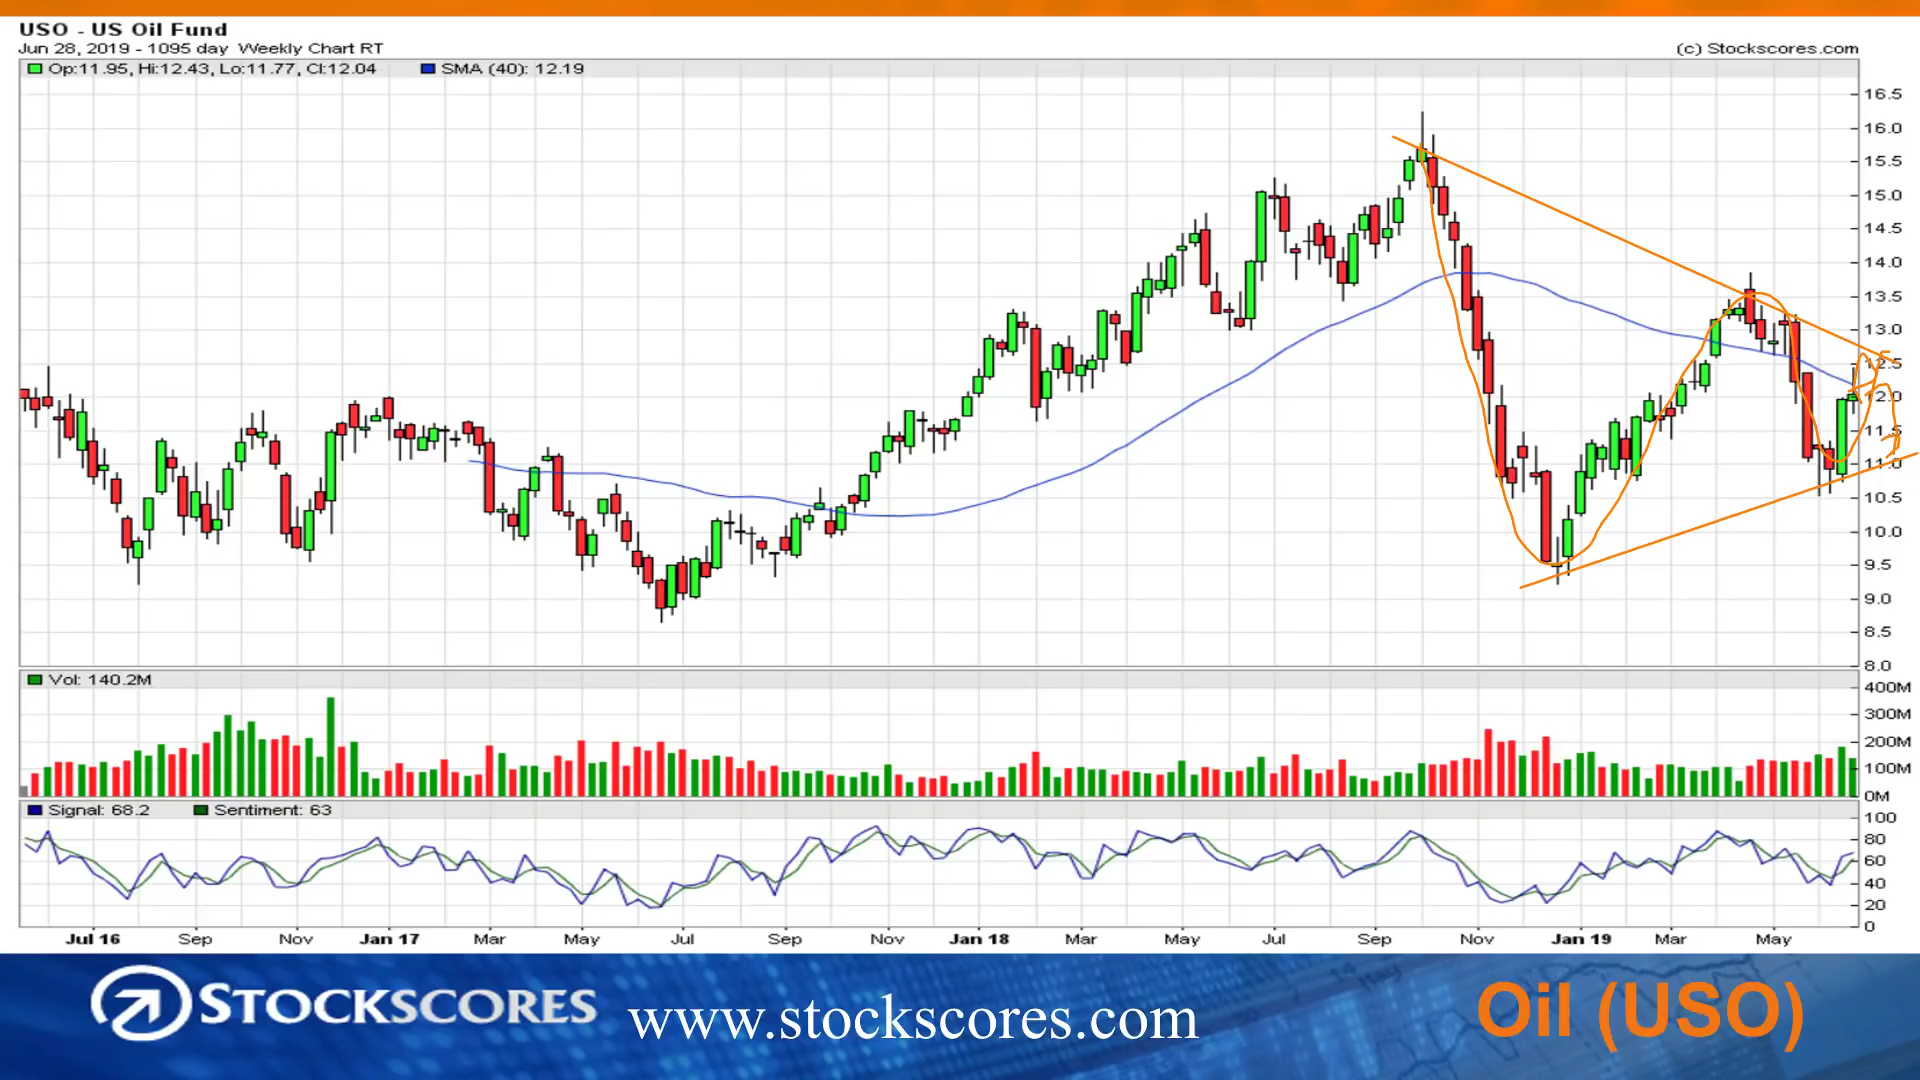 USO - US Oil Fund
Jun 28, 2019 - 1095 day Weekly Chart RT
(c) Stockscores.com
Op:11.95, Hi:12.43, Lo:11.77, Cl:12.04 SMA (40): 12.19
16.5
16.0
15.5
15.0
14.5
14.0
13.5
13.0
12.5
12.0
11.5
11.0
10.5
10.0
9.5
9.0
8.5
8.0
Vol: 140.2M
400M
300M
200M
100M
0M
Signal: 68.2 Sentiment: 63
100
80
60
40
20
0
Jul 16 Sep Nov Jan 17 Mar May Jul Sep Nov Jan 18 Mar May Jul Sep Nov Jan 19 Mar May
STOCKSCORES
www.stockscores.com
Oil (USO)